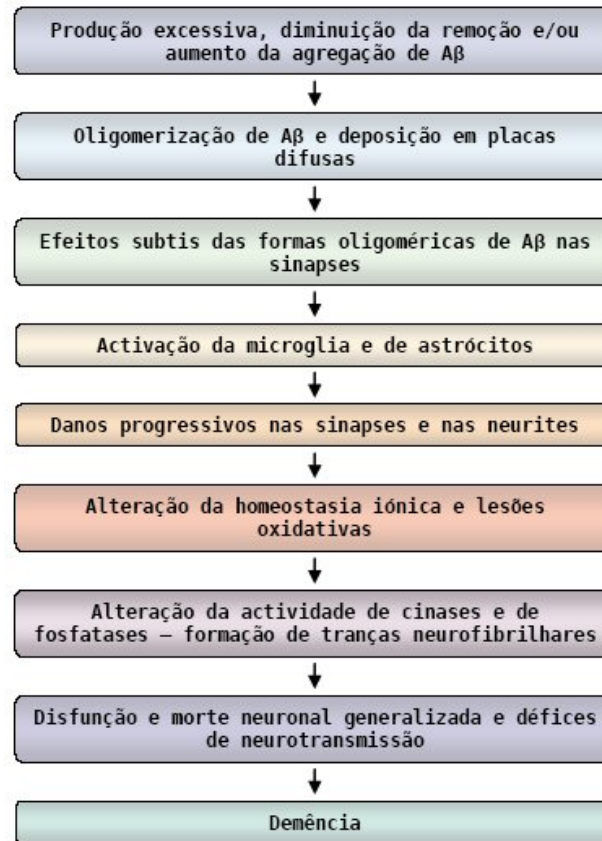 Produção excessiva, diminuição da remoção e/ou
aumento da agregação de Aβ
Oligomerização de Aβ e deposição em placas
difusas
Efeitos subtis das formas oligoméricas de Aβ nas
sinapses
Activação da microglia e de astrócitos
Danos progressivos nas sinapses e nas neurites
Alteração da homeostasia iónica e lesões
oxidativas
Alteração da actividade de cinases e de
fosfatases – formação de tranças neurofibrilhares
Disfunção e morte neuronal generalizada e défices
de neurotransmissão
Demência